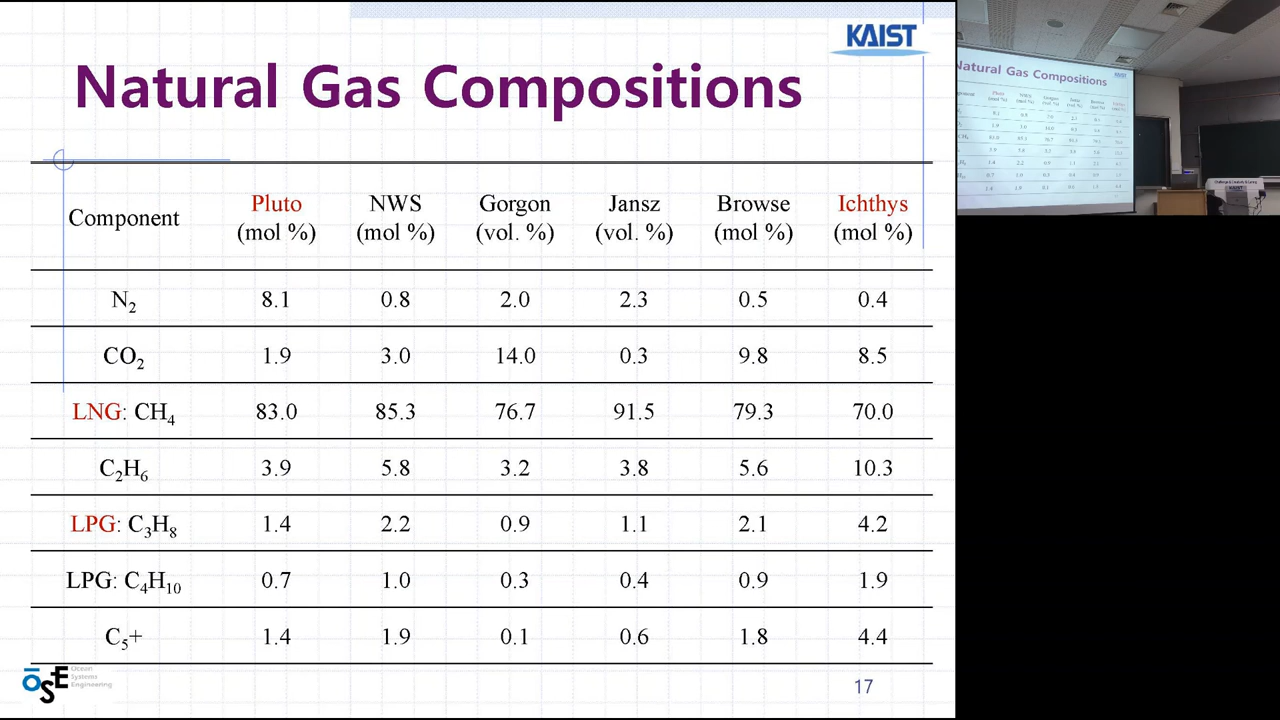 KAIST
Natural Gas Compositions
Component Pluto (mol %) NWS (mol %) Gorgon (vol. %) Jansz (vol. %) Browse (mol %) Ichthys (mol %)
N2 8.1 0.8 2.0 2.3 0.5 0.4
CO2 1.9 3.0 14.0 0.3 9.8 8.5
LNG: CH4 83.0 85.3 76.7 91.5 79.3 70.0
C2H6 3.9 5.8 3.2 3.8 5.6 10.3
LPG: C3H8 1.4 2.2 0.9 1.1 2.1 4.2
LPG: C4H10 0.7 1.0 0.3 0.4 0.9 1.9
C5+ 1.4 1.9 0.1 0.6 1.8 4.4
OSE Ocean
Systems
Engineering
17
Natural Gas Compositions
KAIST